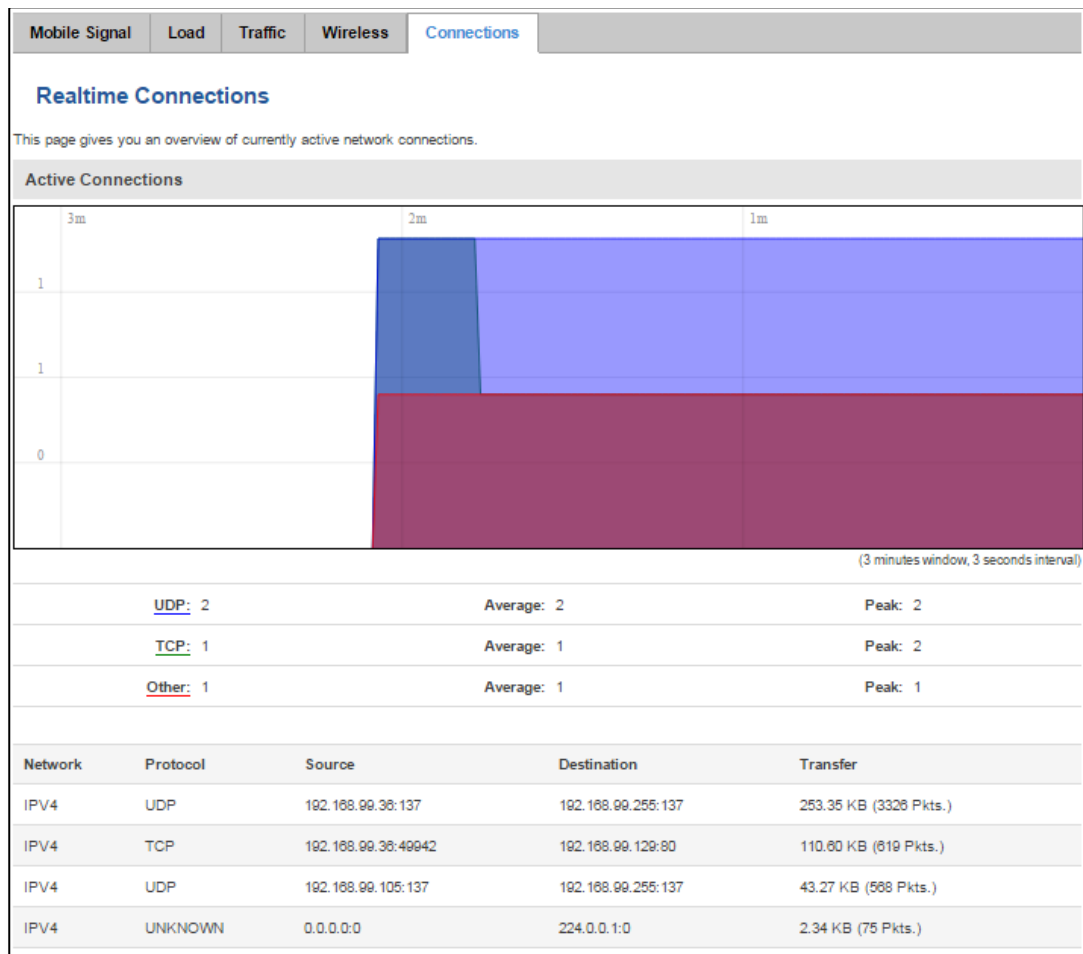 Mobile Signal Load Traffic Wireless Connections
Realtime Connections
This page gives you an overview of currently active network connections.
Active Connections
3m 2m 1m
1
1
0
(3 minutes window, 3 seconds interval)
UDP: 2 Average: 2 Peak: 2
TCP: 1 Average: 1 Peak: 2
Other: 1 Average: 1 Peak: 1
Network Protocol Source Destination Transfer
IPV4 UDP 192.168.99.36:137 192.168.99.255:137 253.35 KB (3326 Pkts.)
IPV4 TCP 192.168.99.36:49942 192.168.99.129:80 110.60 KB (619 Pkts.)
IPV4 UDP 192.168.99.105:137 192.168.99.255:137 43.27 KB (568 Pkts.)
IPV4 UNKNOWN 0.0.0.0:0 224.0.0.1:0 2.34 KB (75 Pkts.)